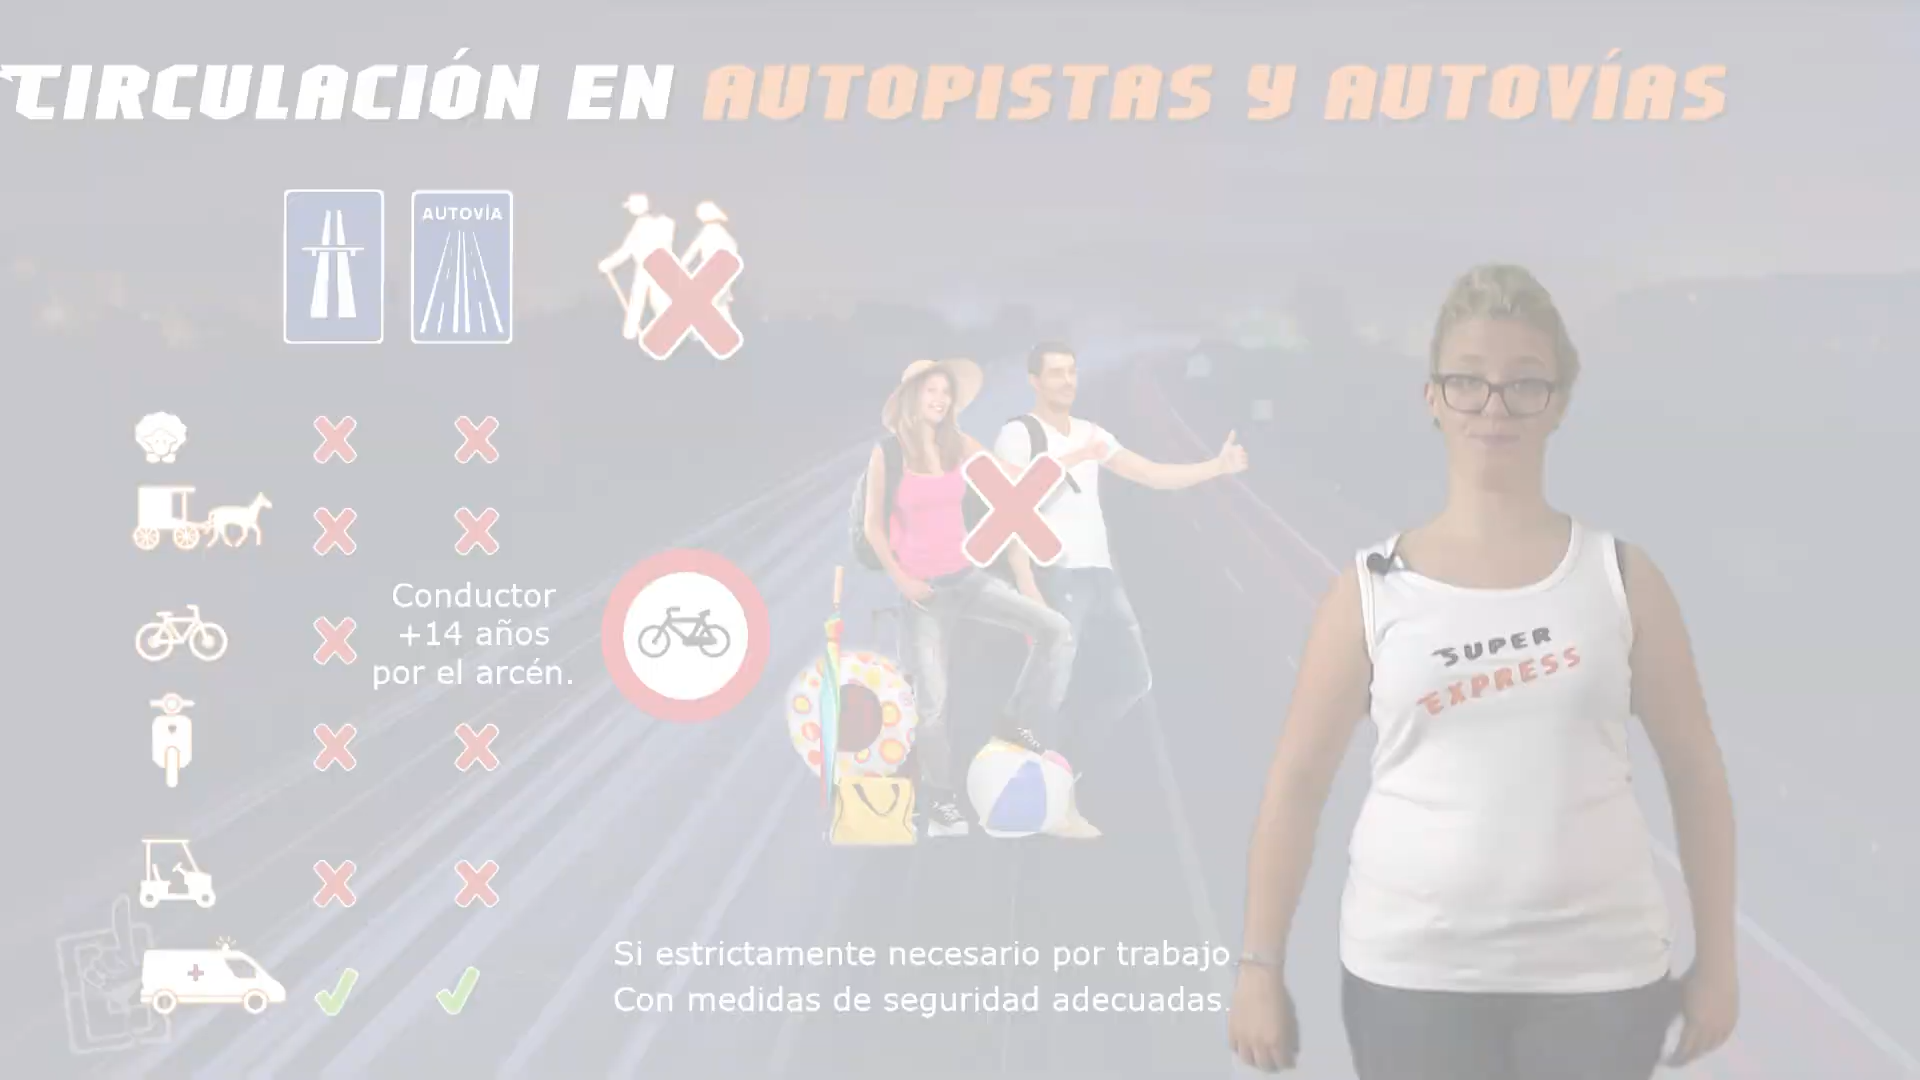 CIRCULACIÓN EN AUTOPISTAS Y AUTOVÍAS
AUTOVÍA
Conductor
+14 años
por el arcén.
SUPER
EXPRESS
Si estrictamente necesario por trabajo.
Con medidas de seguridad adecuadas.